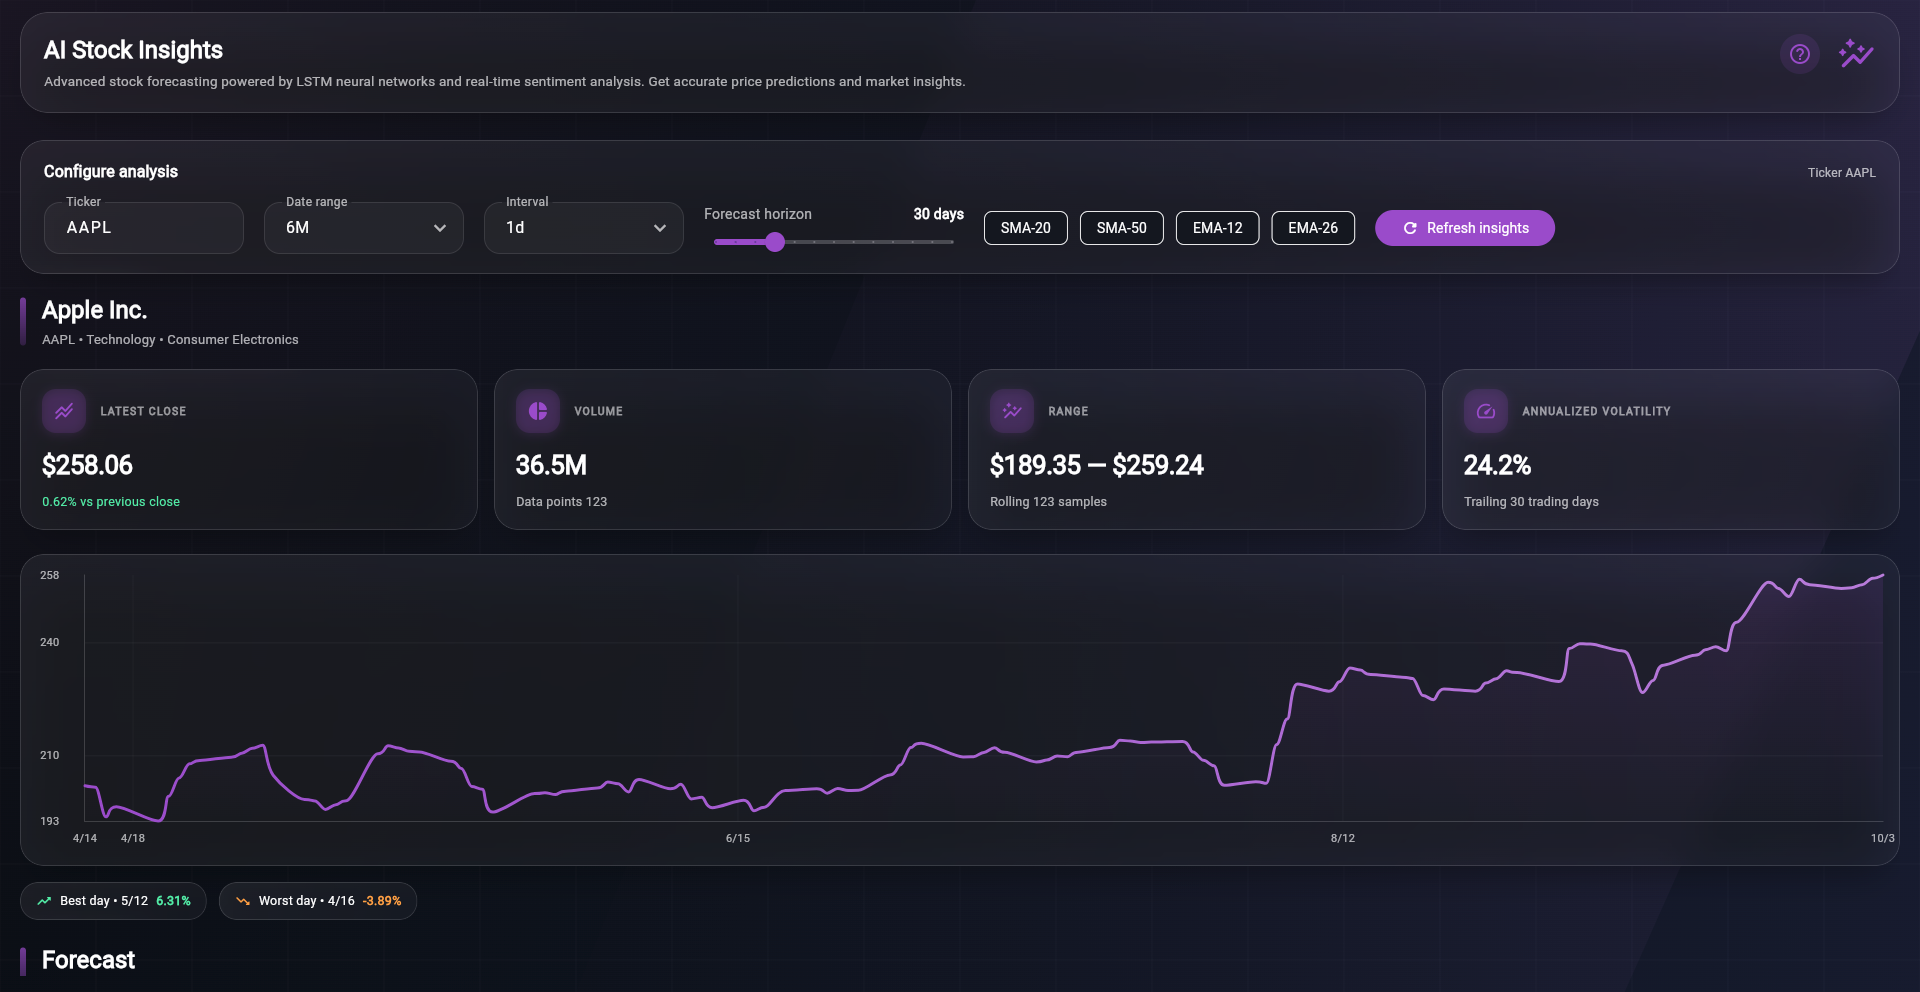 AI Stock Insights
Advanced stock forecasting powered by LSTM neural networks and real-time sentiment analysis. Get accurate price predictions and market insights.
Configure analysis
Ticker AAPL
Ticker
AAPL
Date range
6M
Interval
1d
Forecast horizon
30 days
SMA-20
SMA-50
EMA-12
EMA-26
Refresh insights
Apple Inc.
AAPL • Technology • Consumer Electronics
LATEST CLOSE
$258.06
0.62% vs previous close
VOLUME
36.5M
Data points 123
RANGE
$189.35 — $259.24
Rolling 123 samples
ANNUALIZED VOLATILITY
24.2%
Trailing 30 trading days
258
240
210
193
4/14
4/18
6/15
8/12
10/3
Best day • 5/12 6.31%
Worst day • 4/16 -3.89%
Forecast